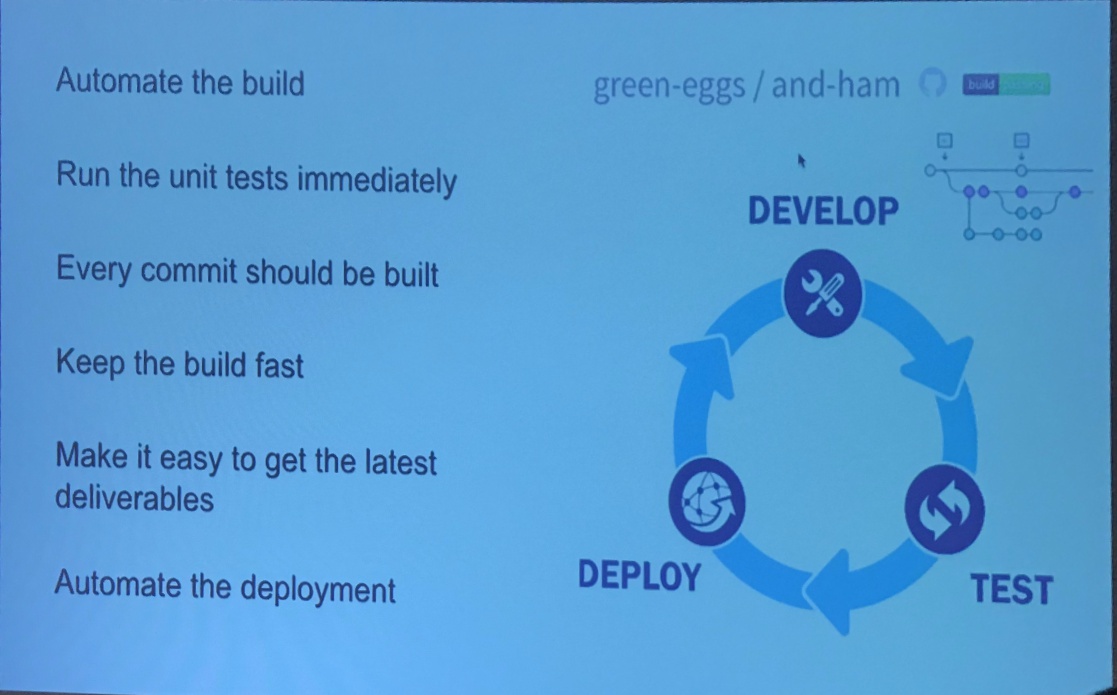 Automate the build
Run the unit tests immediately
Every commit should be built
Keep the build fast
Make it easy to get the latest
deliverables
Automate the deployment
green-eggs / and-ham
build
DEVELOP
TEST
DEPLOY